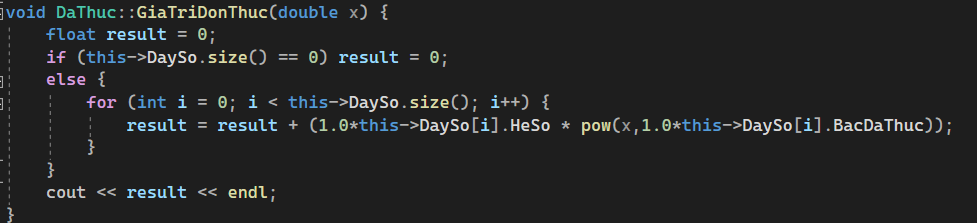 void DaThuc::GiaTriDonThuc(double x) {
    float result = 0;
    if (this->DaySo.size() == 0) result = 0;
    else {
        for (int i = 0; i < this->DaySo.size(); i++) {
            result = result + (1.0*this->DaySo[i].HeSo * pow(x,1.0*this->DaySo[i].BacDaThuc));
        }
    }
    cout << result << endl;
}